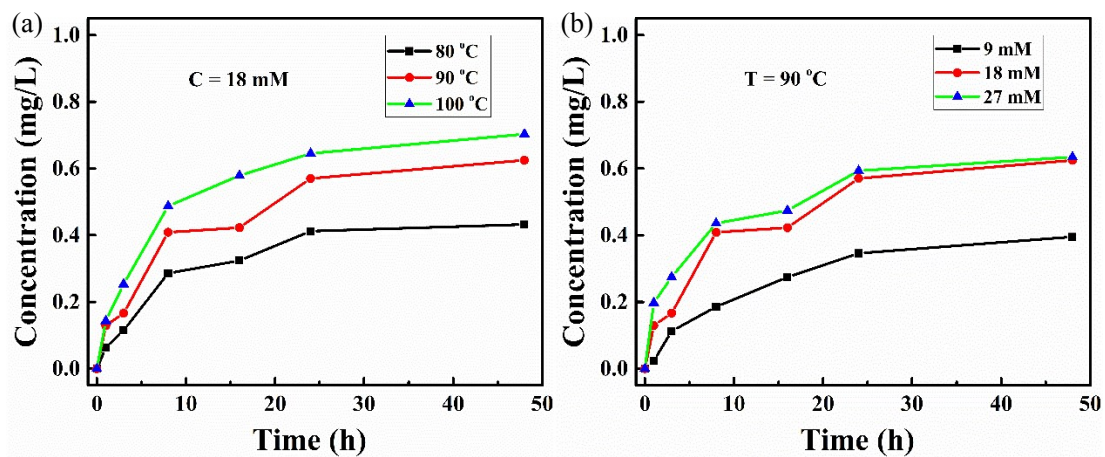 (a)
Concentration (mg/L)
1.0
0.8
0.6
0.4
0.2
0.0
C = 18 mM
80 °C
90 °C
100 °C
0 10 20 30 40 50
Time (h)
(b)
Concentration (mg/L)
1.0
0.8
0.6
0.4
0.2
0.0
T = 90 °C
9 mM
18 mM
27 mM
0 10 20 30 40 50
Time (h)